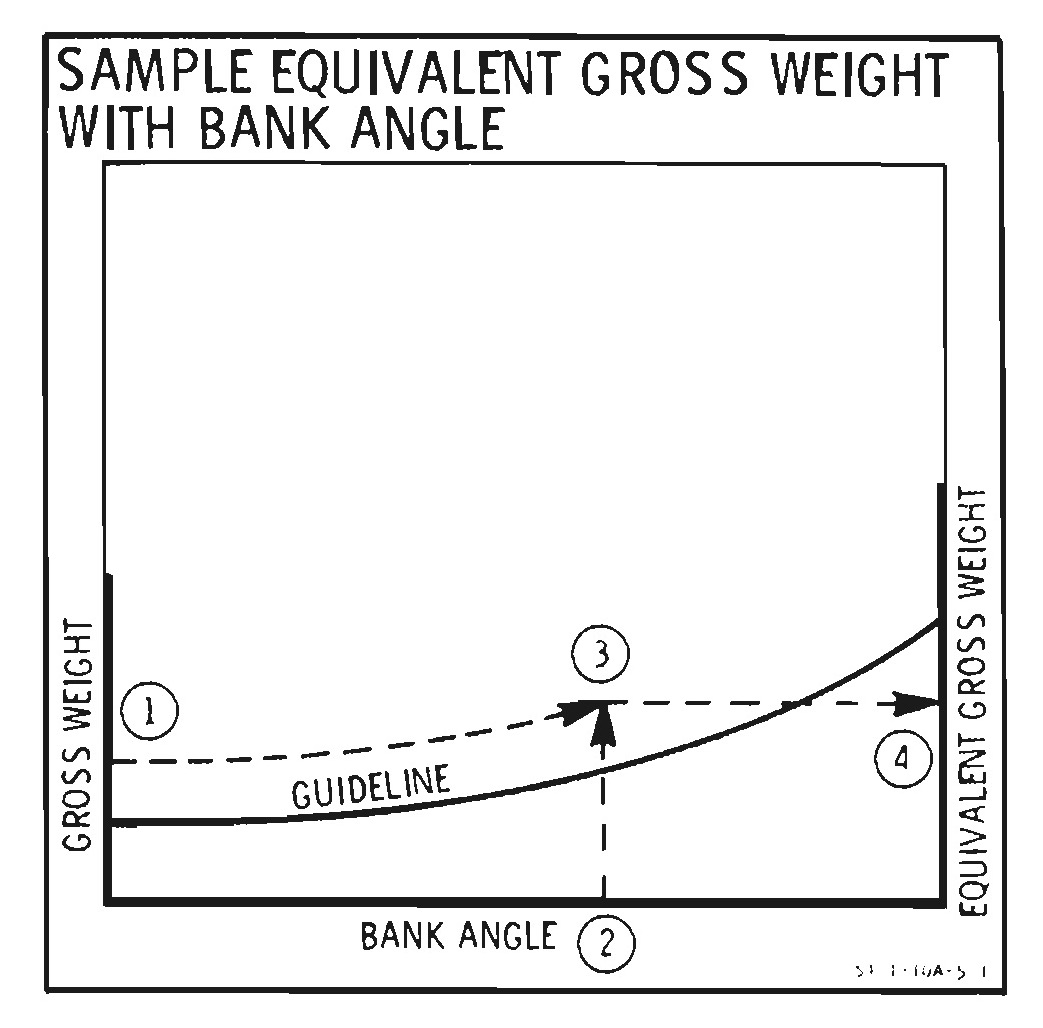 SAMPLE EQUIVALENT GROSS WEIGHT
WITH BANK ANGLE
GROSS WEIGHT
1
3
GUIDELINE
4
EQUIVALENT GROSS WEIGHT
BANK ANGLE 2